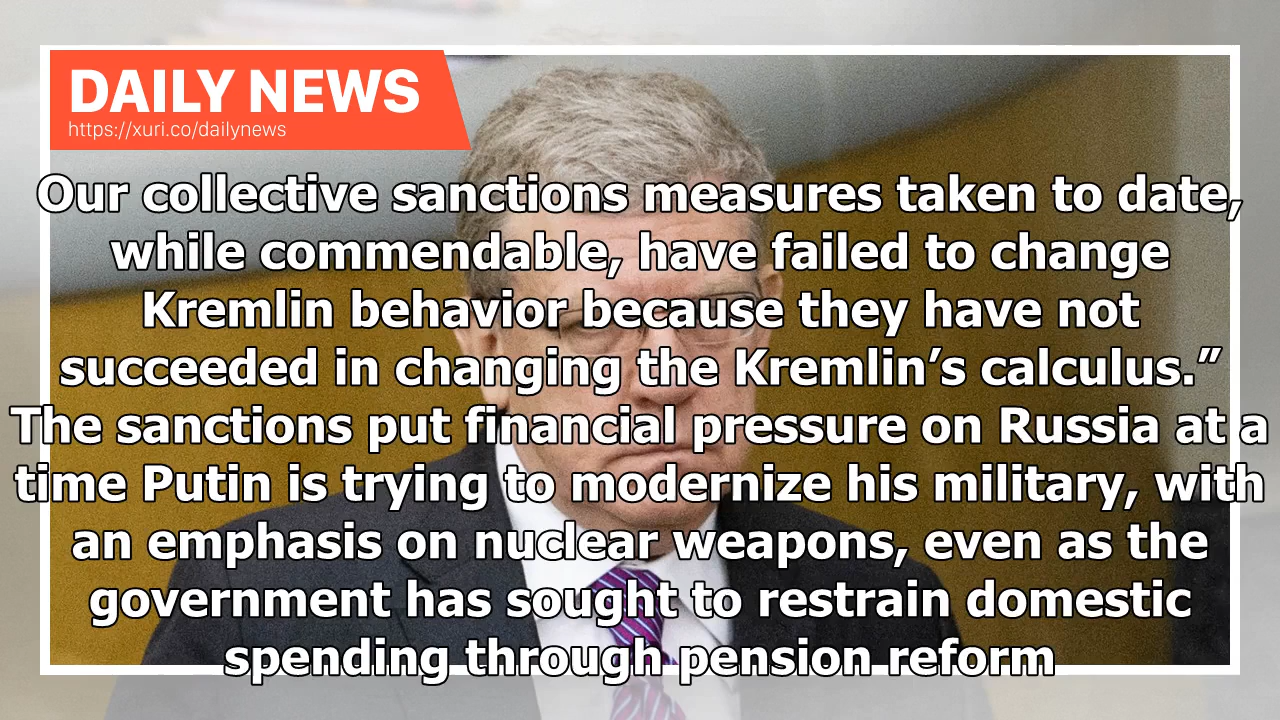 DAILY NEWS
https://xuri.co/dailynews
Our collective sanctions measures taken to date,
while commendable, have failed to change
Kremlin behavior because they have not
succeeded in changing the Kremlin’s calculus.”
The sanctions put financial pressure on Russia at a
time Putin is trying to modernize his military, with
an emphasis on nuclear weapons, even as the
government has sought to restrain domestic
spending through pension reform